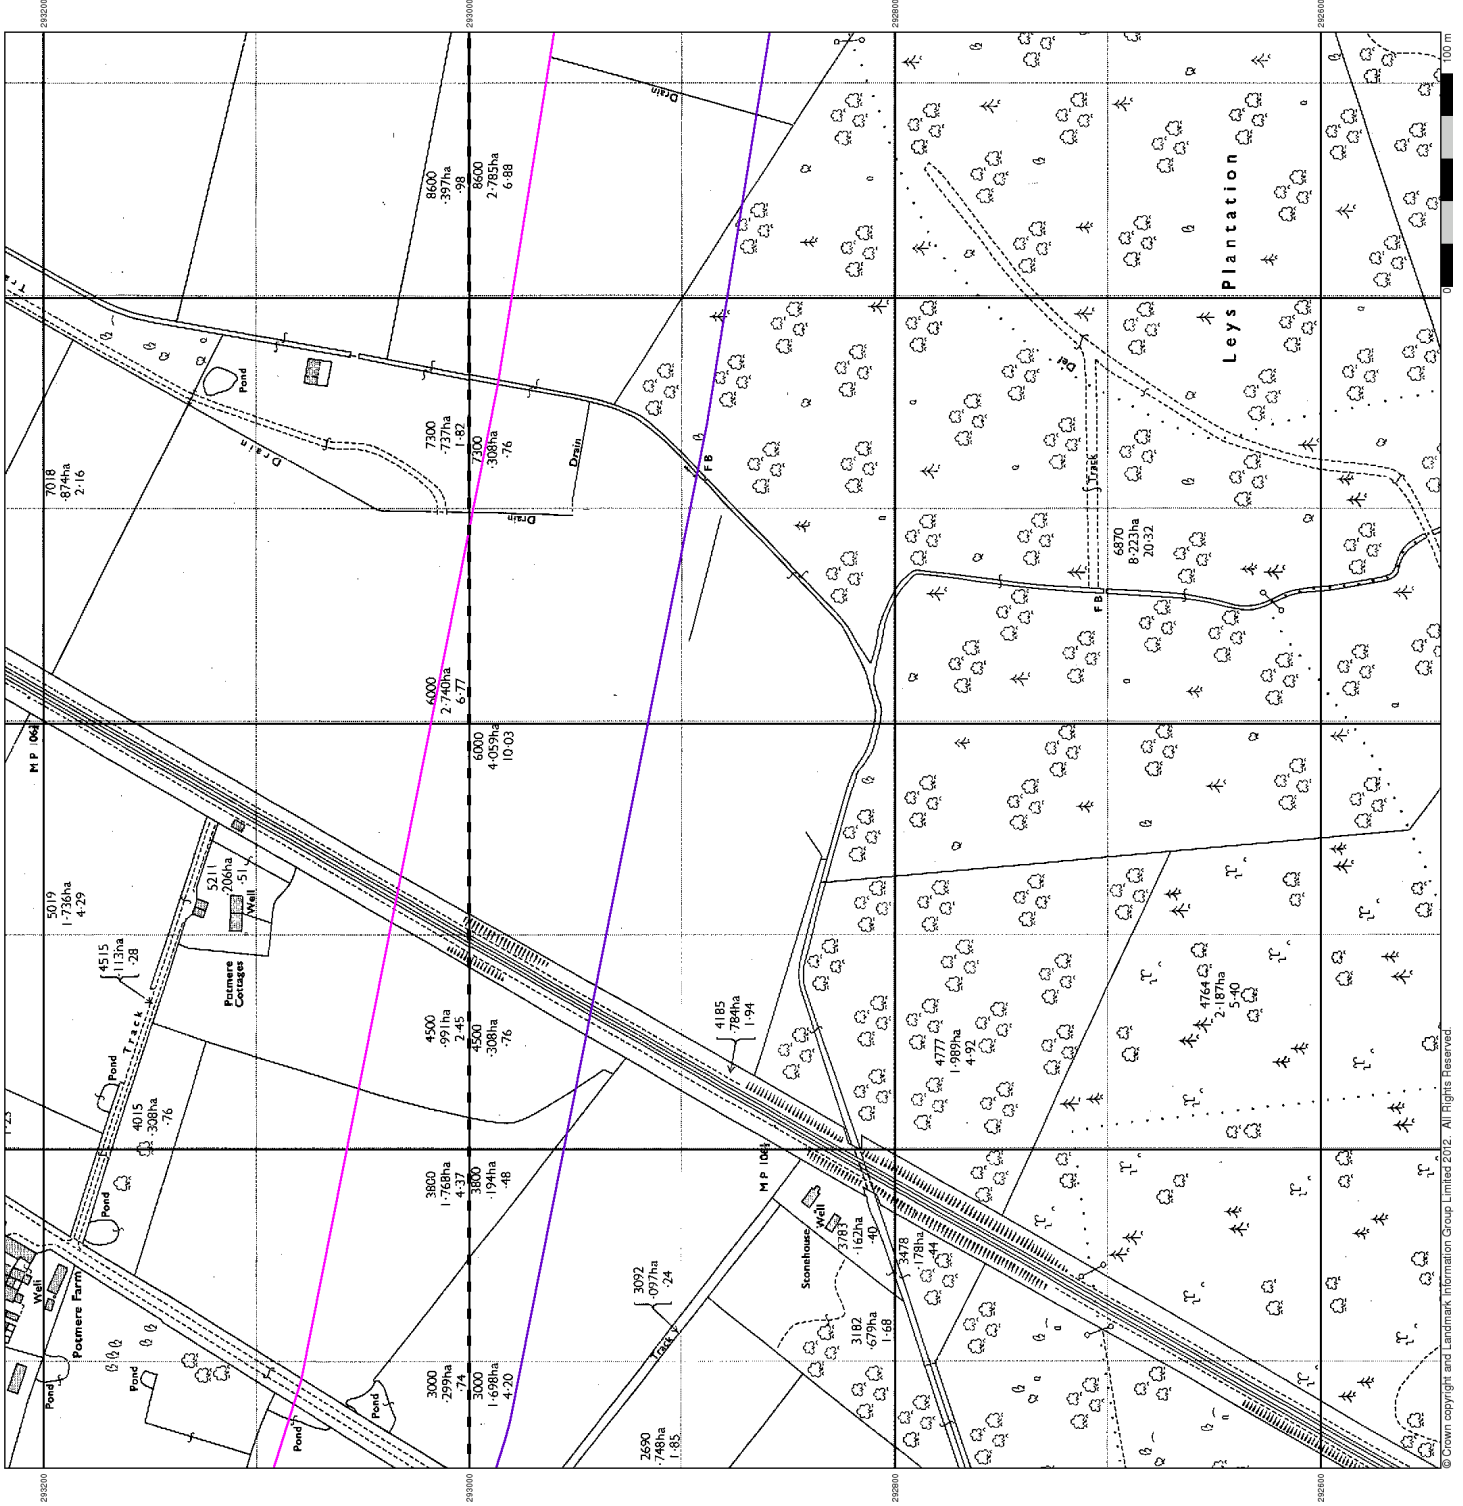 293200
293000
292800
292600
100 m
0
Drain
8600
·397ha
·98
8600
2·785ha
6·88
Leys Plantation
Pond
Drain
7018
·874ha
2·16
7300
·737ha
1·82
7300
·308ha
·76
Drain
Drain
F B
Track
6870
8·223ha
20·32
F B
6000
2·740ha
6·77
6000
4·059ha
10·03
5019
1·736ha
4·29
5211
·206ha
·51
Well
4515
·113ha
·28
Potmere
Cottages
Track
4500
·991ha
2·45
4500
·308ha
·76
4185
·784ha
1·94
4777
1·989ha
4·92
4764
2·187ha
5·40
Pond
4015
·308ha
·76
3800
1·768ha
4·37
3800
·194ha
·48
Pond
Well
Potmere Farm
Stonehouse
Well
3783
·162ha
·40
3478
·178ha
·44
3092
·097ha
·24
Track
3182
·679ha
1·68
Pond
Pond
Pond
Pond
3000
·299ha
·74
3000
1·698ha
4·20
2690
·748ha
1·85
293200
293000
292800
292600
© Crown copyright and Landmark Information Group Limited 2012. All Rights Reserved.